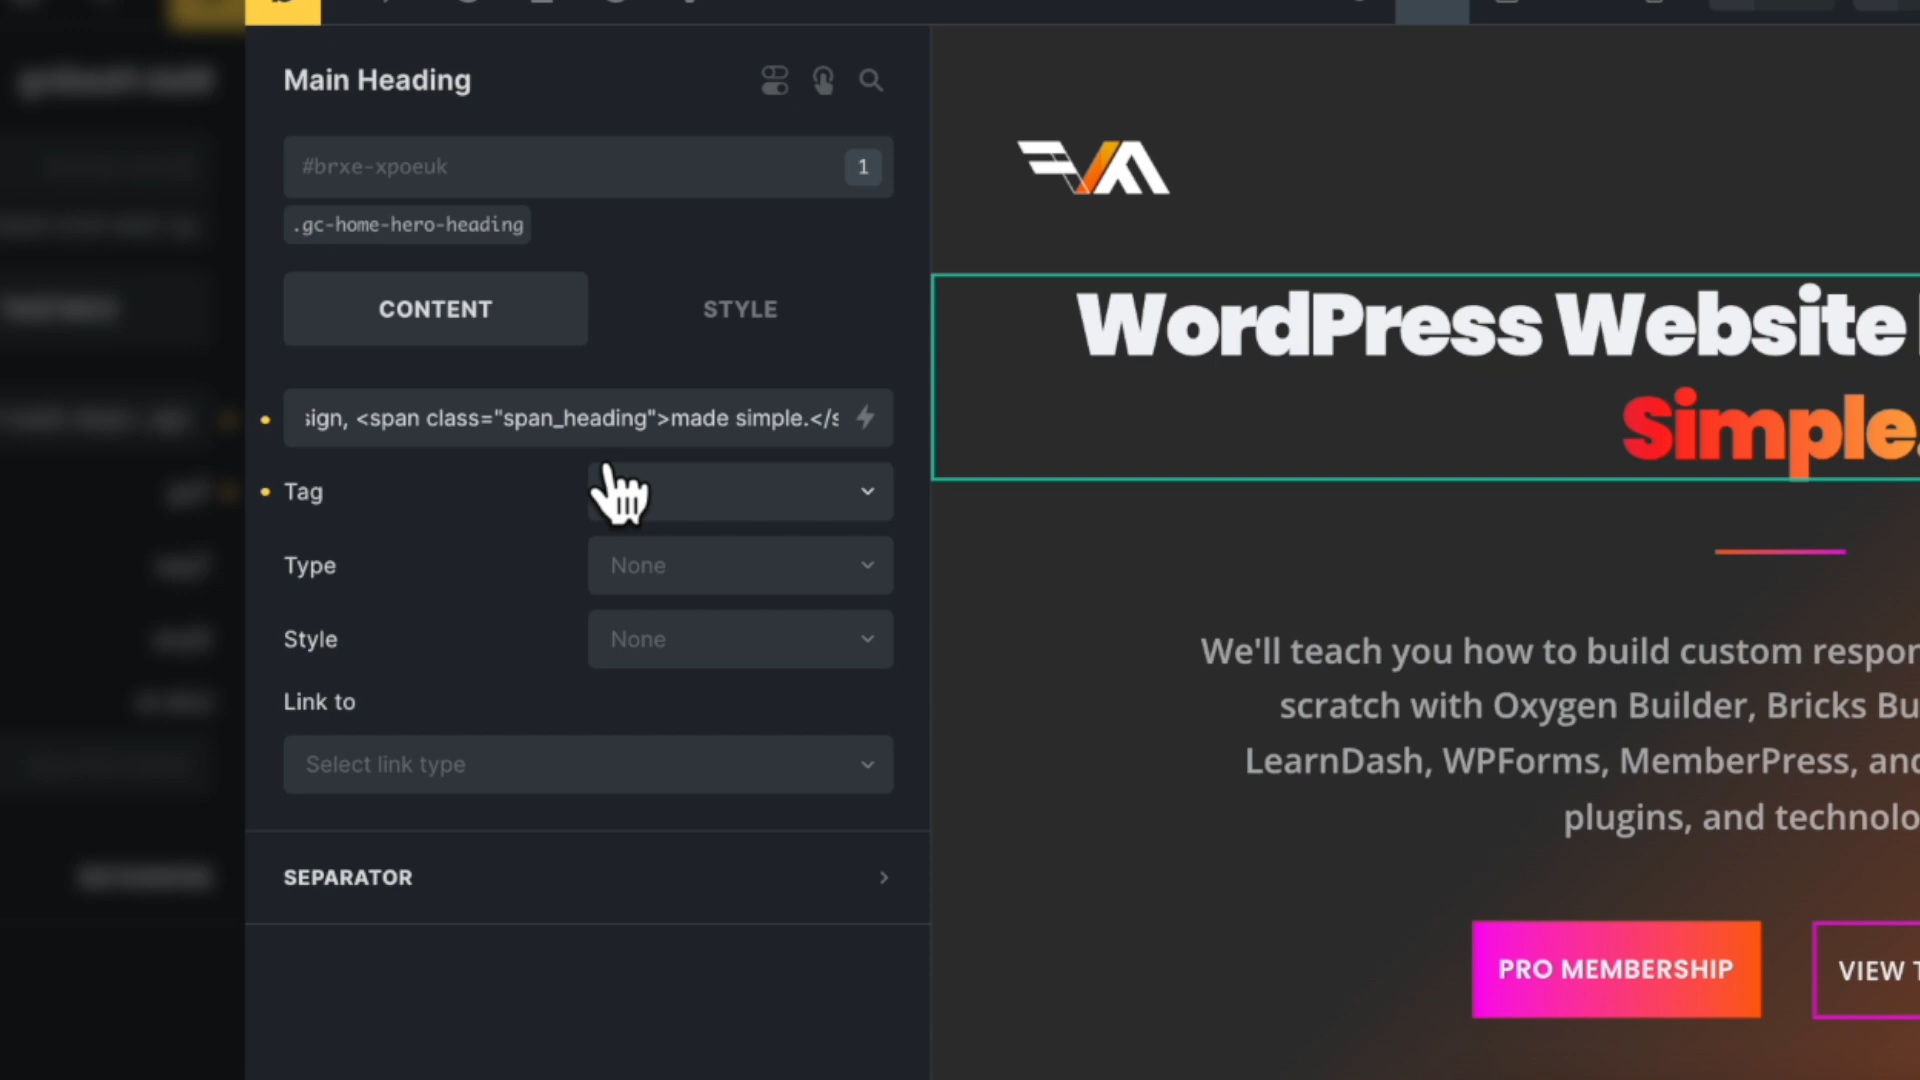 Main Heading
#brxe-xpoeuk
1
.gc-home-hero-heading
CONTENT
STYLE
sign, <span class="span_heading">made simple.</s
Tag
Type
None
Style
None
Link to
Select link type
SEPARATOR
WordPress Website
Simple.
We'll teach you how to build custom respon
scratch with Oxygen Builder, Bricks Bu
LearnDash, WPForms, MemberPress, and
plugins, and technolo
PRO MEMBERSHIP
VIEW T